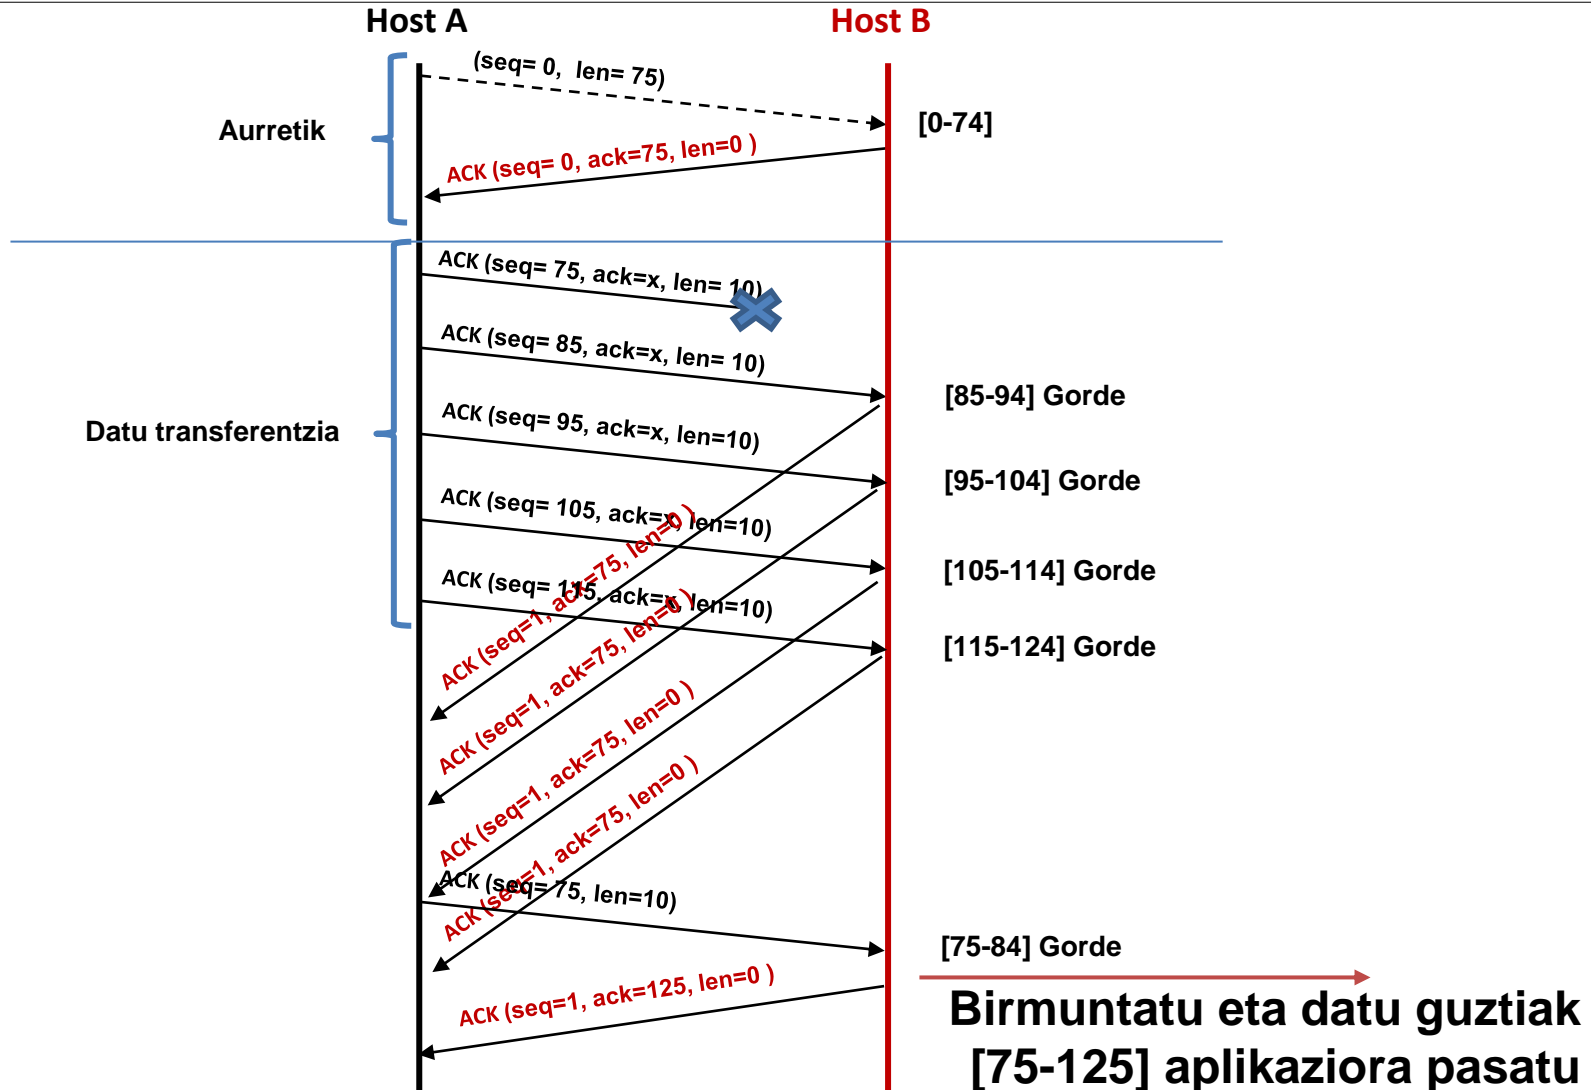 Host A
Host B
(seq= 0, len= 75)
Aurretik
[0-74]
ACK (seq= 0, ack=75, len=0 )
ACK (seq= 75, ack=x, len= 10)
ACK (seq= 85, ack=x, len= 10)
[85-94] Gorde
Datu transferentzia
ACK (seq= 95, ack=x, len=10)
[95-104] Gorde
ACK (seq= 105, ack=x, len=10)
[105-114] Gorde
ACK (seq= 115, ack=x, len=10)
[115-124] Gorde
ACK (seq=1, ack=75, len=0 )
ACK (seq=1, ack=75, len=0 )
ACK (seq=1, ack=75, len=0 )
ACK (seq=1, ack=75, len=0 )
ACK (seq= 75, len=10)
[75-84] Gorde
ACK (seq=1, ack=125, len=0 )
Birmuntatu eta datu guztiak
[75-125] aplikaziora pasatu